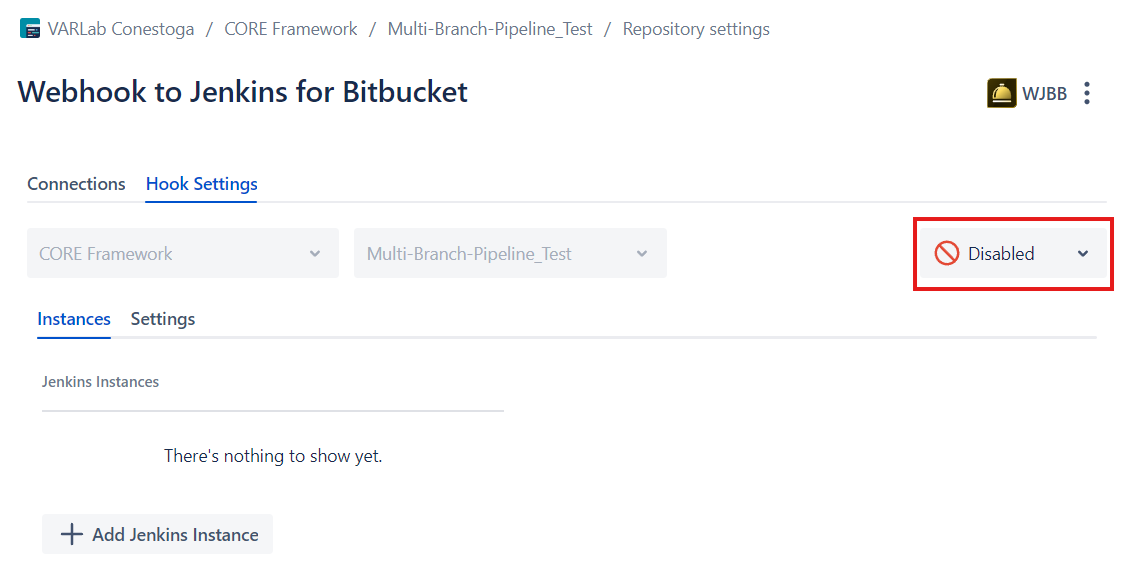 VARLab Conestoga / CORE Framework / Multi-Branch-Pipeline_Test / Repository settings
Webhook to Jenkins for Bitbucket
WJBB
Connections Hook Settings
CORE Framework Multi-Branch-Pipeline_Test Disabled
Instances Settings
Jenkins Instances
There's nothing to show yet.
Add Jenkins Instance